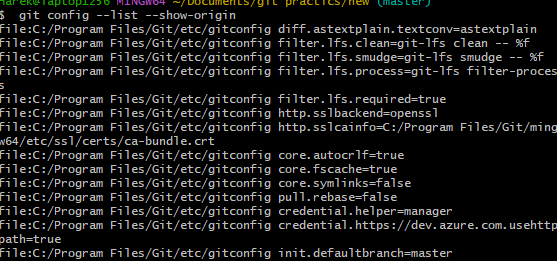 Harek@laptop1256 MINGW64 ~/Documents/git practics/new (master)
$ git config --list --show-origin
file:C:/Program Files/Git/etc/gitconfig diff.astextplain.textconv=astextplain
file:C:/Program Files/Git/etc/gitconfig filter.lfs.clean=git-lfs clean -- %f
file:C:/Program Files/Git/etc/gitconfig filter.lfs.smudge=git-lfs smudge -- %f
file:C:/Program Files/Git/etc/gitconfig filter.lfs.process=git-lfs filter-proces
s
file:C:/Program Files/Git/etc/gitconfig filter.lfs.required=true
file:C:/Program Files/Git/etc/gitconfig http.sslbackend=openssl
file:C:/Program Files/Git/etc/gitconfig http.sslcainfo=C:/Program Files/Git/ming
w64/etc/ssl/certs/ca-bundle.crt
file:C:/Program Files/Git/etc/gitconfig core.autocrlf=true
file:C:/Program Files/Git/etc/gitconfig core.fscache=true
file:C:/Program Files/Git/etc/gitconfig core.symlinks=false
file:C:/Program Files/Git/etc/gitconfig pull.rebase=false
file:C:/Program Files/Git/etc/gitconfig credential.helper=manager
file:C:/Program Files/Git/etc/gitconfig credential.https://dev.azure.com.usehttp
path=true
file:C:/Program Files/Git/etc/gitconfig init.defaultbranch=master